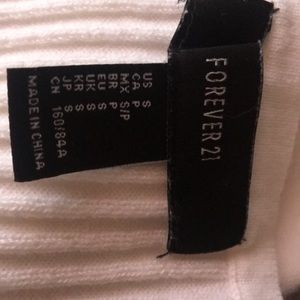 FOREVER 21
US S
CA P
MX S/P
BR P
EU S
UK S
KR S
JP S
CN 160/84A
MADE IN CHINA